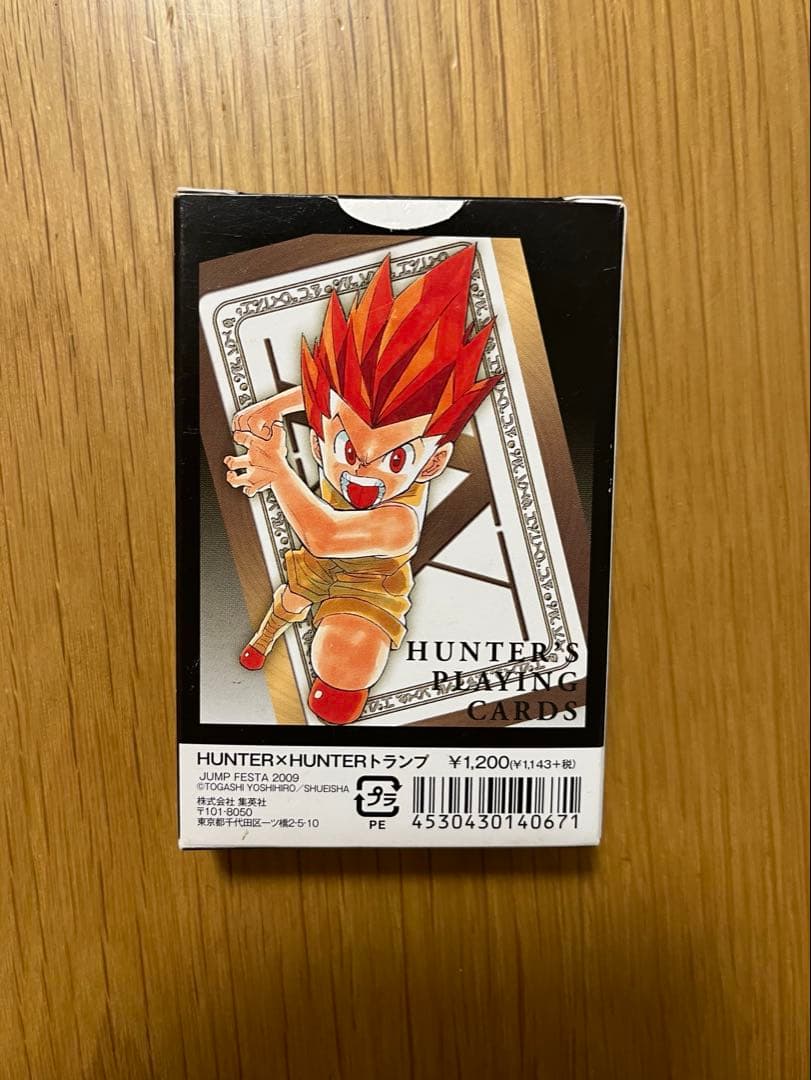 HUNTER'S
PLAYING
CARDS
HUNTER×HUNTERトランプ ¥1,200(¥1,143+税)
JUMP FESTA 2009
©TOGASHI YOSHIHIRO/SHUEISHA
株式会社 集英社
〒101-8050
東京都千代田区一ツ橋2-5-10
プラ
PE
4530430140671